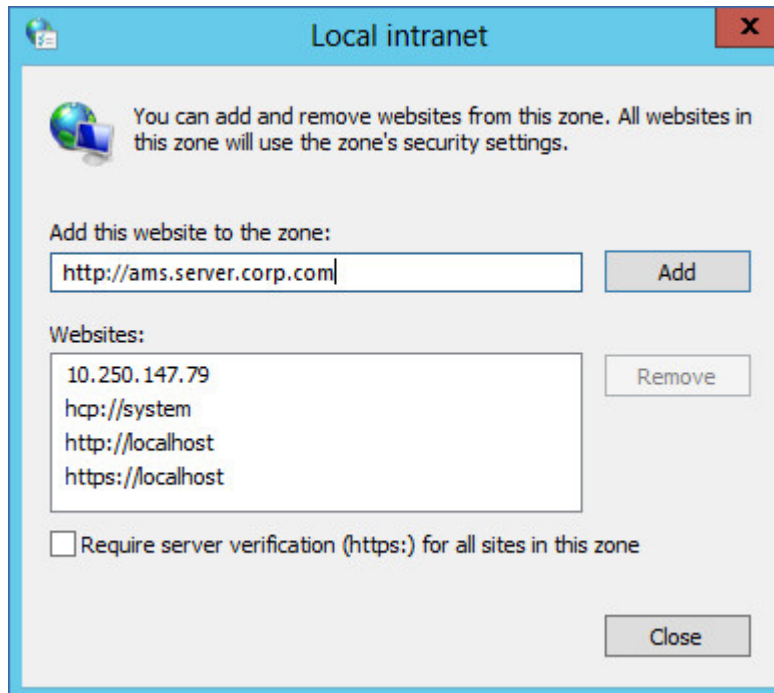 Local intranet
x
You can add and remove websites from this zone. All websites in
this zone will use the zone's security settings.
Add this website to the zone:
http://ams.server.corp.com
Add
Websites:
10.250.147.79
hcp://system
http://localhost
https://localhost
Remove
Require server verification (https:) for all sites in this zone
Close